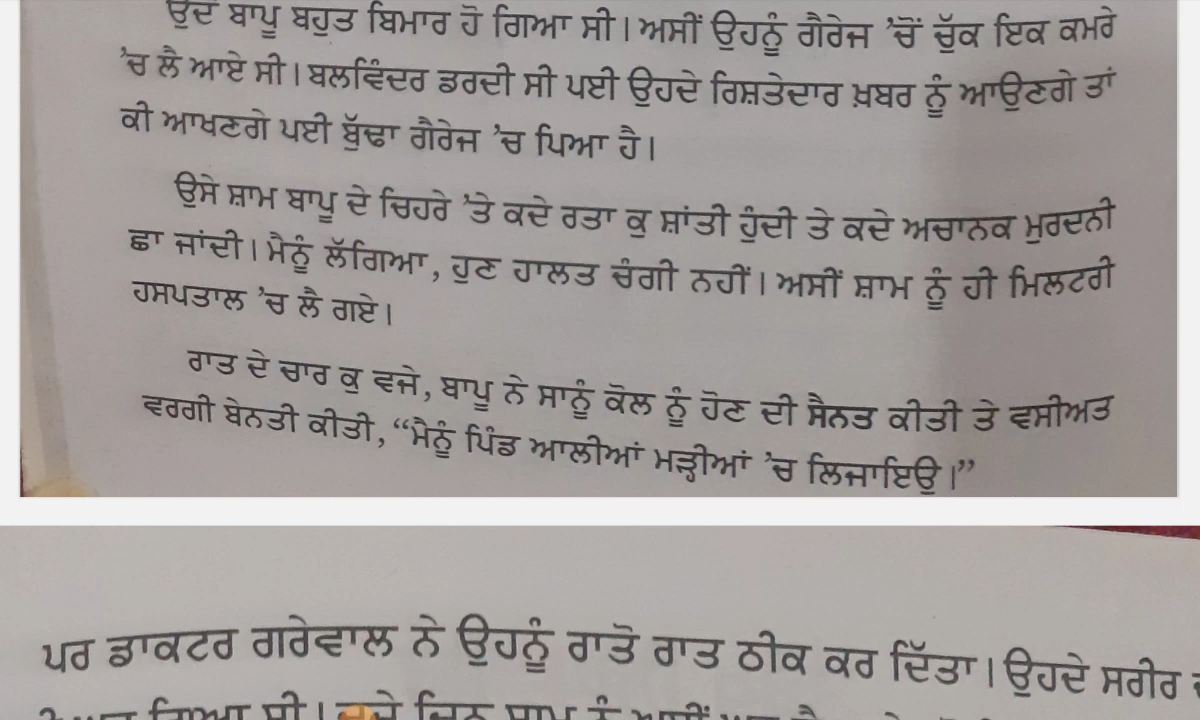 ਉਦੋਂ ਬਾਪੂ ਬਹੁਤ ਬਿਮਾਰ ਹੋ ਗਿਆ ਸੀ। ਅਸੀਂ ਉਹਨੂੰ ਗੈਰੇਜ ’ਚੋਂ ਚੁੱਕ ਇਕ ਕਮਰੇ
’ਚ ਲੈ ਆਏ ਸੀ। ਬਲਵਿੰਦਰ ਡਰਦੀ ਸੀ ਪਈ ਉਹਦੇ ਰਿਸ਼ਤੇਦਾਰ ਖ਼ਬਰ ਨੂੰ ਆਉਣਗੇ ਤਾਂ
ਕੀ ਆਖਣਗੇ ਪਈ ਬੁੱਢਾ ਗੈਰੇਜ ’ਚ ਪਿਆ ਹੈ।
ਉਸੇ ਸ਼ਾਮ ਬਾਪੂ ਦੇ ਚਿਹਰੇ ’ਤੇ ਕਦੇ ਰਤਾ ਕੁ ਸ਼ਾਂਤੀ ਹੁੰਦੀ ਤੇ ਕਦੇ ਅਚਾਨਕ ਮੁਰਦਨੀ
ਛਾ ਜਾਂਦੀ। ਮੈਨੂੰ ਲੱਗਿਆ, ਹੁਣ ਹਾਲਤ ਚੰਗੀ ਨਹੀਂ। ਅਸੀਂ ਸ਼ਾਮ ਨੂੰ ਹੀ ਮਿਲਟਰੀ
ਹਸਪਤਾਲ ’ਚ ਲੈ ਗਏ।
ਰਾਤ ਦੇ ਚਾਰ ਕੁ ਵਜੇ, ਬਾਪੂ ਨੇ ਸਾਨੂੰ ਕੋਲ ਨੂੰ ਹੋਣ ਦੀ ਸੈਨਤ ਕੀਤੀ ਤੇ ਵਸੀਅਤ
ਵਰਗੀ ਬੇਨਤੀ ਕੀਤੀ, “ਮੈਨੂੰ ਪਿੰਡ ਆਲੀਆਂ ਮੜ੍ਹੀਆਂ ’ਚ ਲਿਜਾਇਉ।”
ਪਰ ਡਾਕਟਰ ਗਰੇਵਾਲ ਨੇ ਉਹਨੂੰ ਰਾਤੋ ਰਾਤ ਠੀਕ ਕਰ ਦਿੱਤਾ। ਉਹਦੇ ਸਰੀਰ
ਗਿਆ ਸੀ।